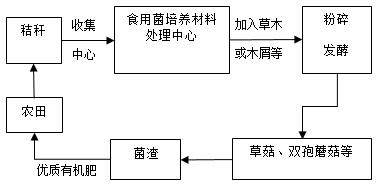 秸秆
收集
中心
食用菌培养材料
处理中心
加入草木
或木屑等
粉碎
发酵
草菇、双孢蘑菇等
菌渣
优质有机肥
农田